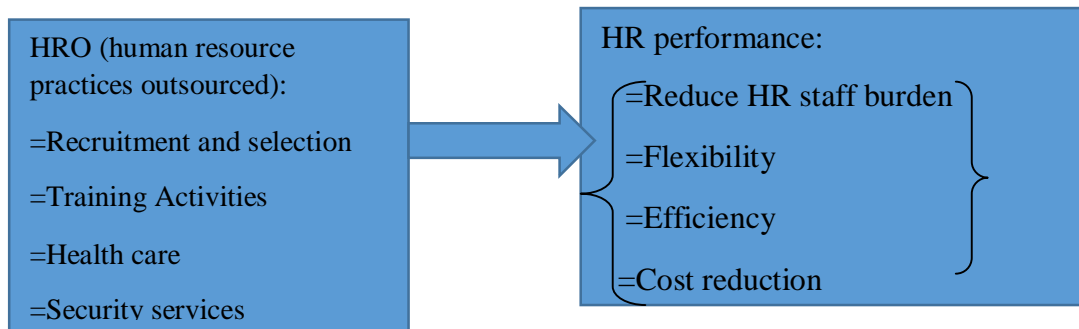 HRO (human resource
practices outsourced):
=Recruitment and selection
=Training Activities
=Health care
=Security services
HR performance:
=Reduce HR staff burden
=Flexibility
=Efficiency
=Cost reduction